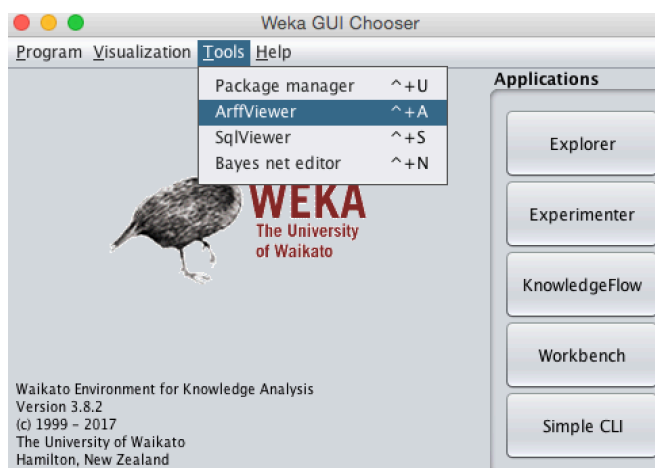 Weka GUI Chooser
Program Visualization Tools Help
Package manager ^+U
ArffViewer ^+A
SqlViewer ^+S
Bayes net editor ^+N
Applications
Explorer
Experimenter
KnowledgeFlow
Workbench
Simple CLI
WEKA
The University
of Waikato
Waikato Environment for Knowledge Analysis
Version 3.8.2
(c) 1999 - 2017
The University of Waikato
Hamilton, New Zealand